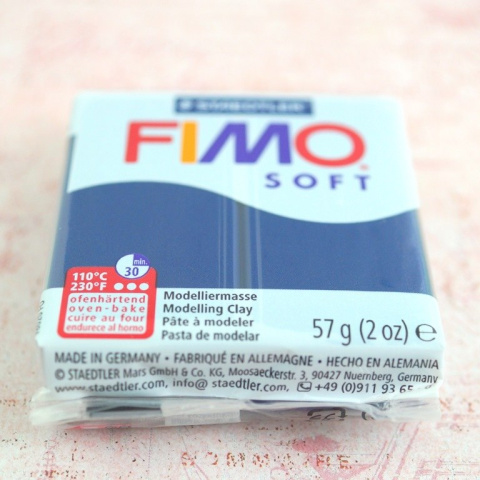 STAEDTLER
FIMO
SOFT
min.
30
110°C
230°F
ofenhärtend
oven-bake
cuire au four
endurece al horno
Modelliermasse
Modelling Clay
Pâte à modeler
Pasta de modelar
57 g (2 oz) ℮
MADE IN GERMANY • FABRIQUÉ EN ALLEMAGNE • HECHO EN ALEMANIA
© STAEDTLER Mars GmbH & Co. KG, Moosaeckerstr. 3, 90427 Nuernberg, Germany
www.staedtler.com, info@staedtler.com, ✆ +49 (0)911 93 65